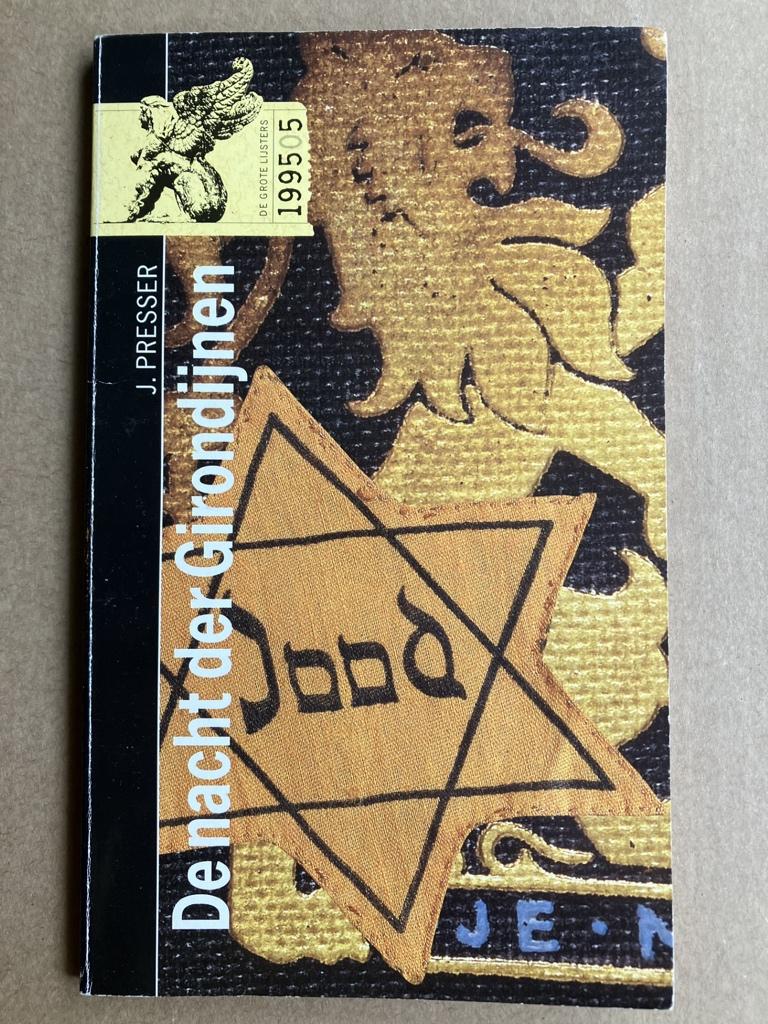 DE GROTE LIJSTERS
199505
J. PRESSER
De nacht der Girondijnen
Jood
JE·